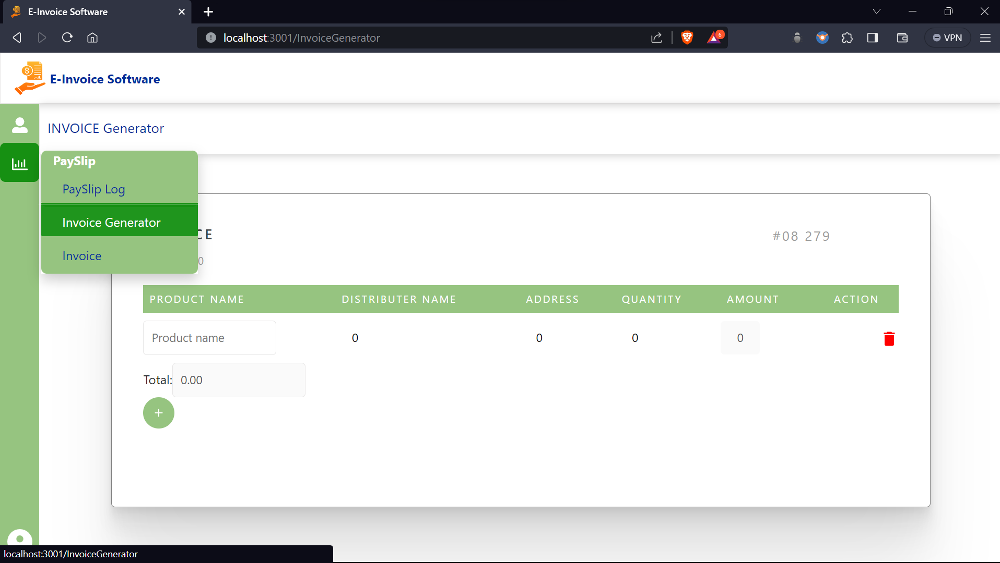 E-Invoice Software
localhost:3001/InvoiceGenerator
6
VPN
E-Invoice Software
INVOICE Generator
PaySlip
PaySlip Log
Invoice Generator
Invoice
CE
#08 279
0
PRODUCT NAME DISTRIBUTER NAME ADDRESS QUANTITY AMOUNT ACTION
Product name 0 0 0 0
Total: 0.00
+
localhost:3001/InvoiceGenerator